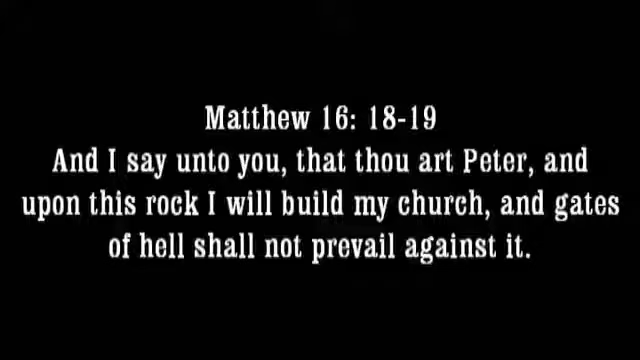 Matthew 16: 18-19
And I say unto you, that thou art Peter, and
upon this rock I will build my church, and gates
of hell shall not prevail against it.